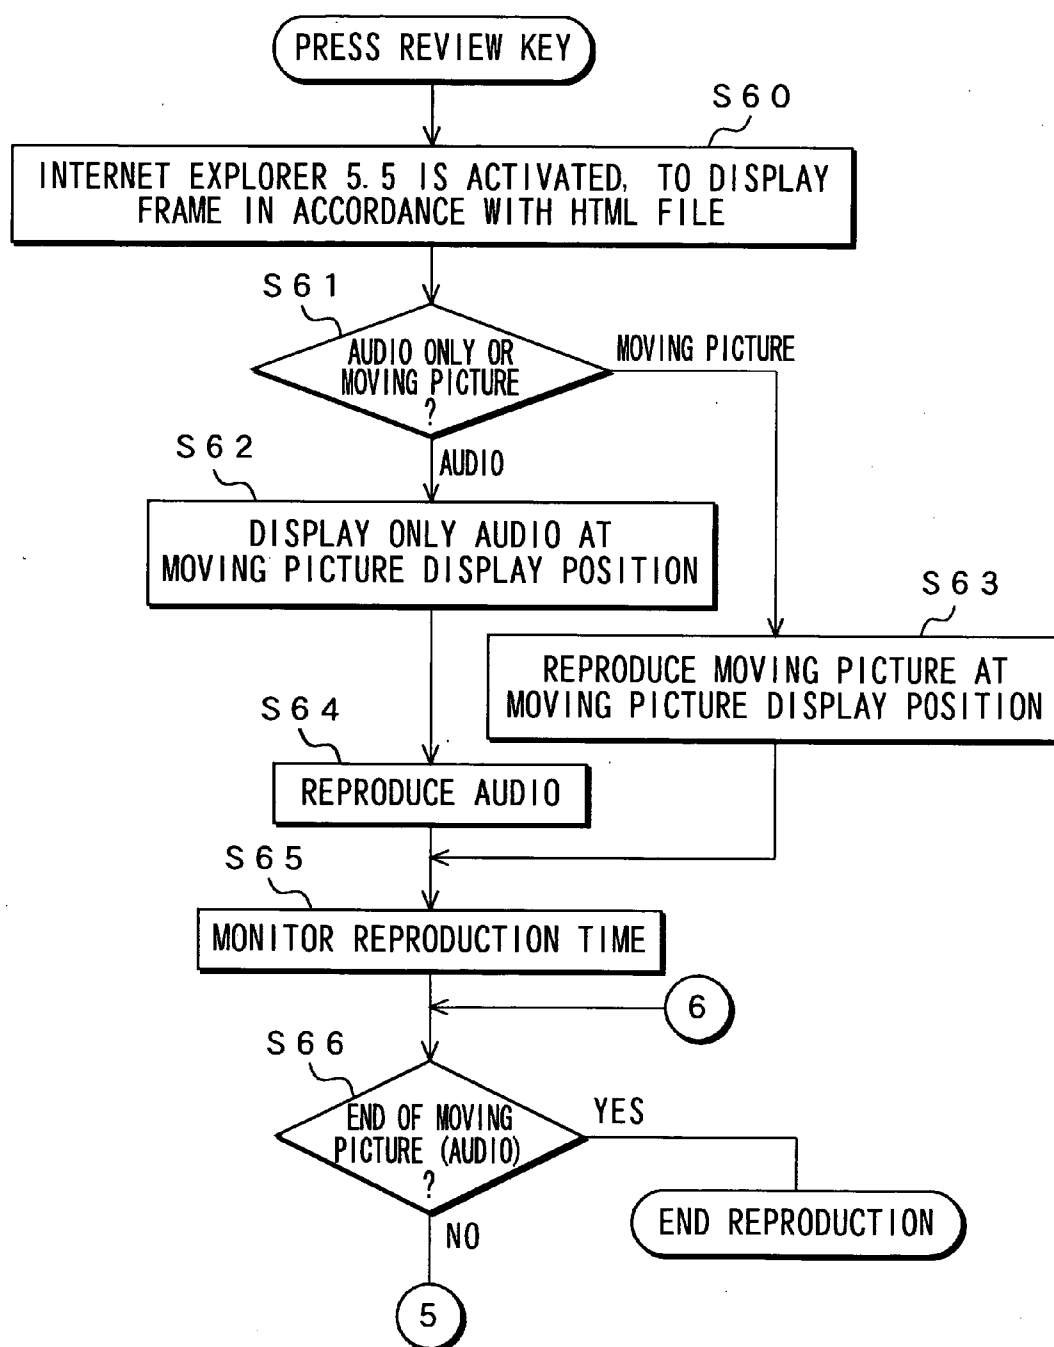 PRESS REVIEW KEY
S60
INTERNET EXPLORER 5.5 IS ACTIVATED, TO DISPLAY
FRAME IN ACCORDANCE WITH HTML FILE
S61
AUDIO ONLY OR
MOVING PICTURE
?
MOVING PICTURE
AUDIO
S62
DISPLAY ONLY AUDIO AT
MOVING PICTURE DISPLAY POSITION
S63
REPRODUCE MOVING PICTURE AT
MOVING PICTURE DISPLAY POSITION
S64
REPRODUCE AUDIO
S65
MONITOR REPRODUCTION TIME
6
S66
END OF MOVING
PICTURE (AUDIO)
?
YES
END REPRODUCTION
NO
5